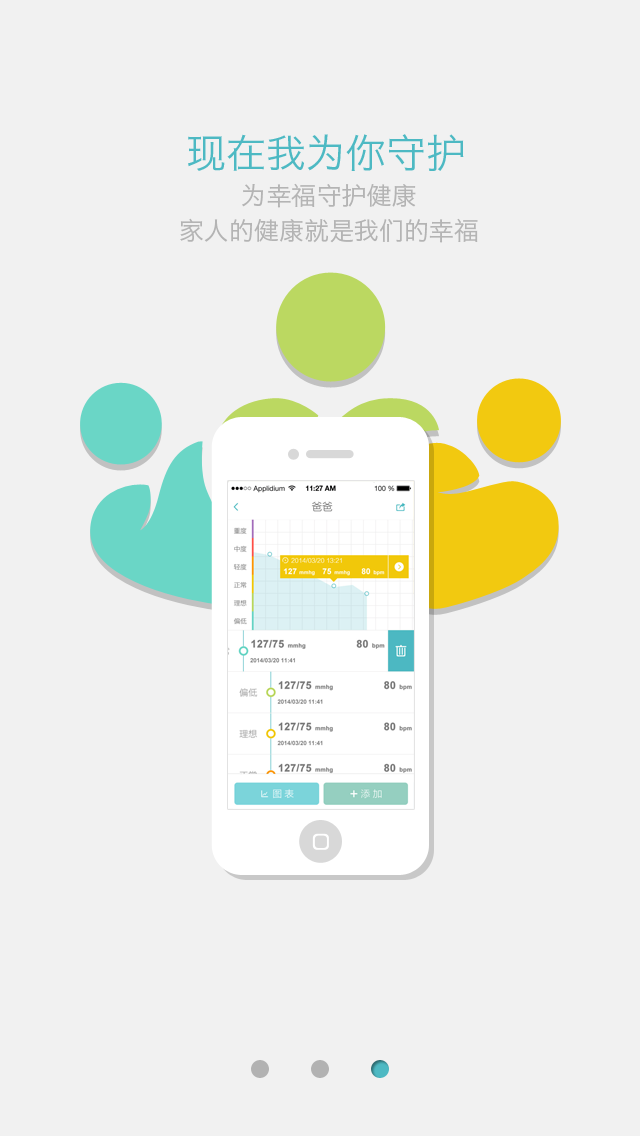 现在我为你守护
为幸福守护健康
家人的健康就是我们的幸福
Applidium 11:27 AM 100 %
爸爸
重度
中度
轻度
正常
理想
偏低
2014/03/20 13:21
127 mmhg 75 mmhg 80 bpm
127/75 mmhg 80 bpm
2014/03/20 11:41
偏低 127/75 mmhg 80 bpm
2014/03/20 11:41
理想 127/75 mmhg 80 bpm
2014/03/20 11:41
正常 127/75 mmhg 80 bpm
图表 添加